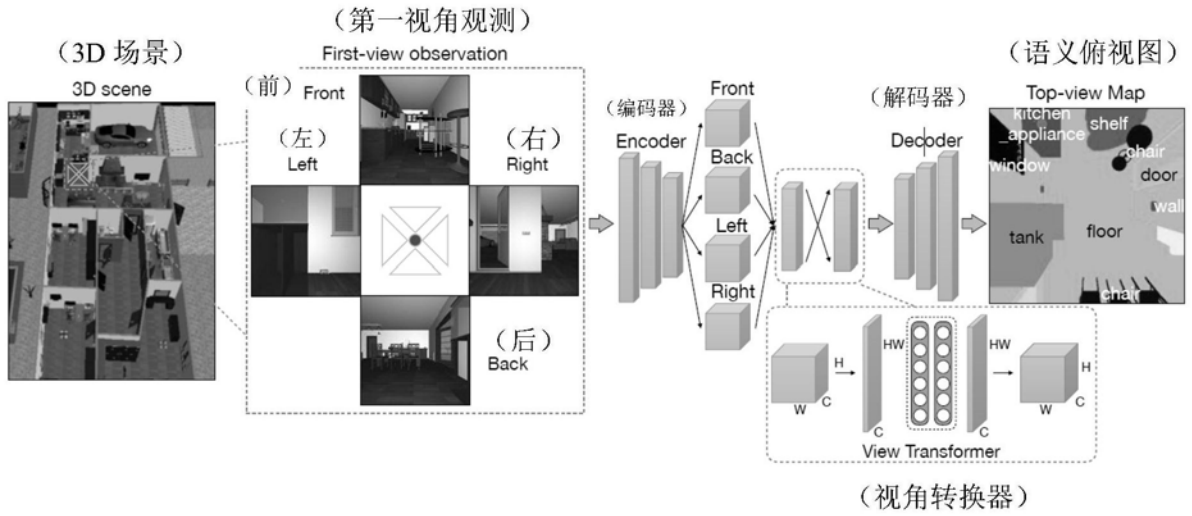 （3D 场景）
3D scene
（第一视角观测）
First-view observation
（前） Front
（左）
Left
（右）
Right
（后）
Back
（编码器）
Encoder
Front
Back
Left
Right
（解码器）
Decoder
（语义俯视图）
Top-view Map
kitchen
_appliance
shelf
window
chair
door
wall
tank
floor
chair
H
W
C
HW
C
HW
C
H
W
C
View Transformer
（视角转换器）